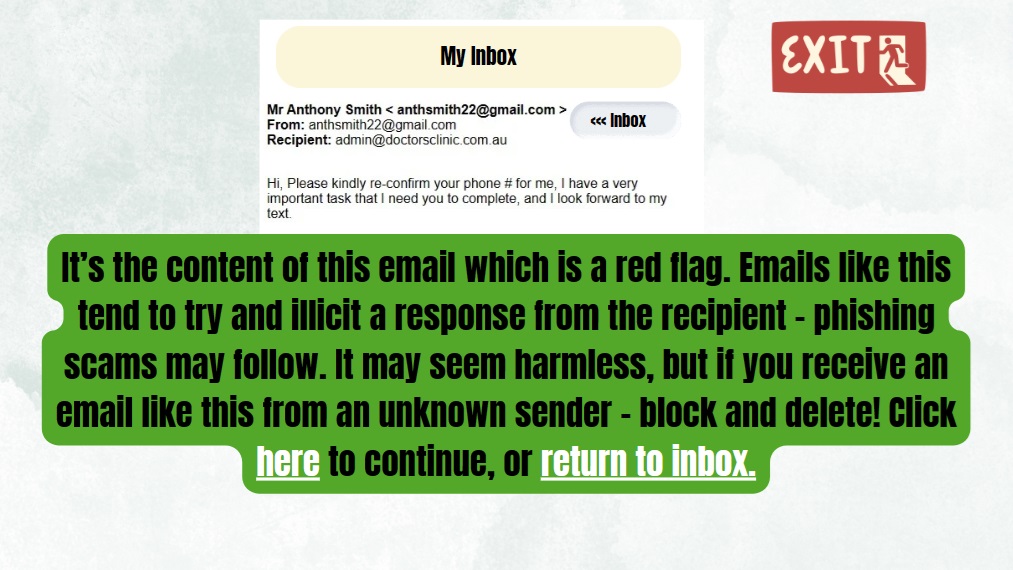 My Inbox
EXIT
Mr Anthony Smith < anthsmith22@gmail.com >
<<< Inbox
From: anthsmith22@gmail.com
Recipient: admin@doctorsclinic.com.au
Hi, Please kindly re-confirm your phone # for me, I have a very
important task that I need you to complete, and I look forward to my
text.
It's the content of this email which is a red flag. Emails like this
tend to try and illicit a response from the recipient - phishing
scams may follow. It may seem harmless, but if you receive an
email like this from an unknown sender - block and delete! Click
here to continue, or return to inbox.